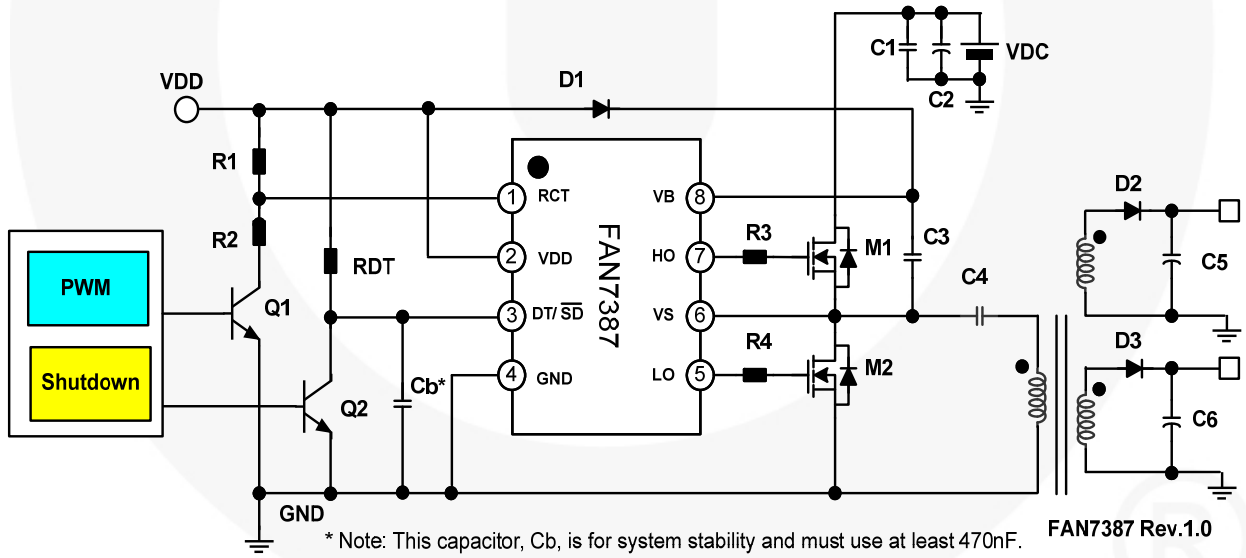 VDD
D1
C1
C2
VDC
R1
R2
RDT
PWM
Shutdown
Q1
Q2
Cb*
1
RCT
2
VDD
3
DT/ SD
4
GND
FAN7387
VB
8
HO
7
VS
6
LO
5
R3
R4
M1
M2
C3
C4
D2
C5
D3
C6
GND
* Note: This capacitor, Cb, is for system stability and must use at least 470nF.
FAN7387 Rev.1.0